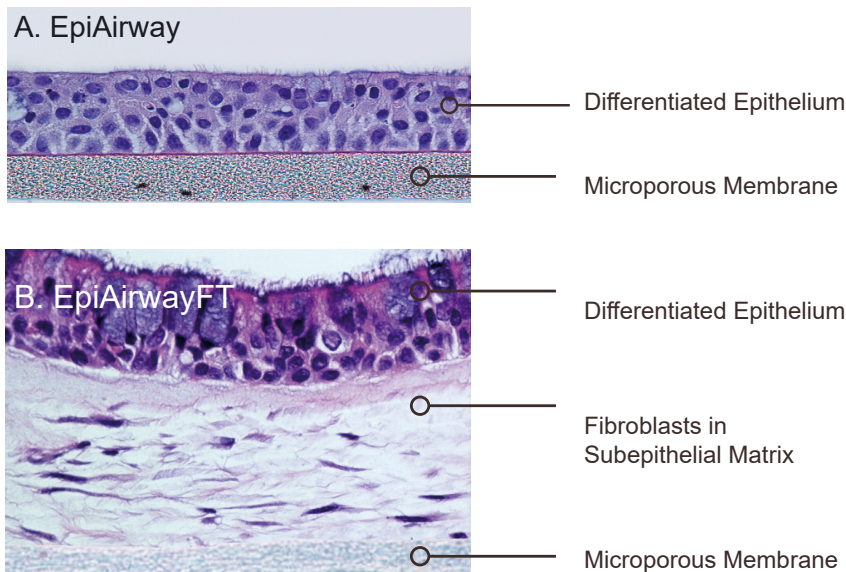 A. EpiAirway
Differentiated Epithelium
Microporous Membrane
B. EpiAirwayFT
Differentiated Epithelium
Fibroblasts in
Subepithelial Matrix
Microporous Membrane